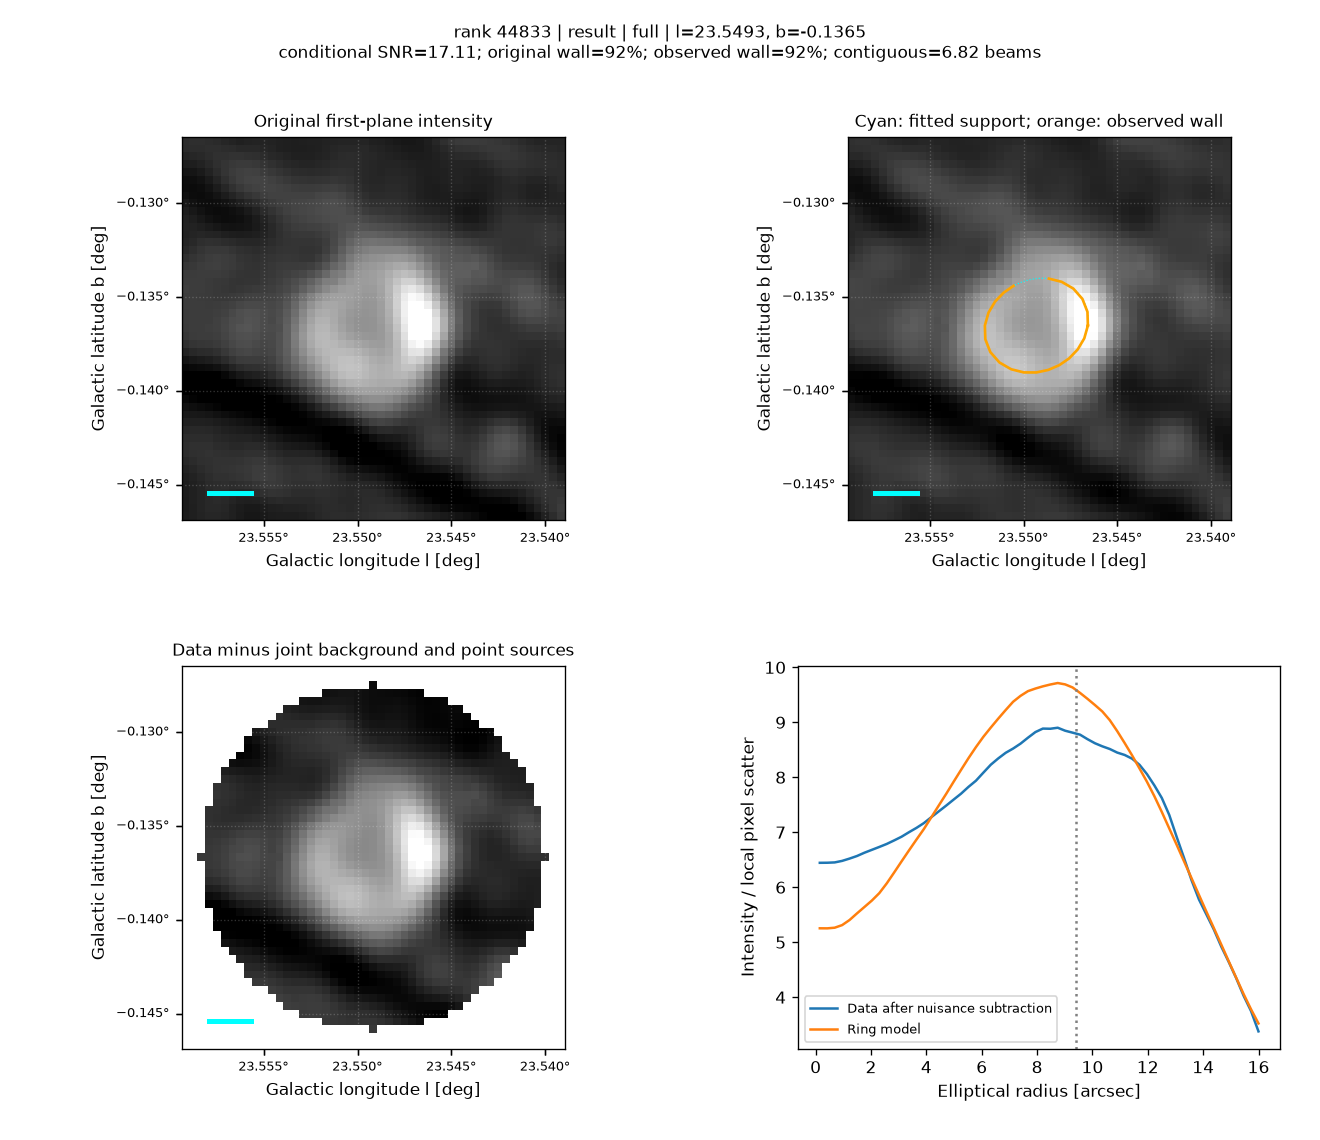 rank 44833 | result | full | l=23.5493, b=-0.1365
conditional SNR=17.11; original wall=92%; observed wall=92%; contiguous=6.82 beams
Original first-plane intensity
−0.130°
−0.135°
−0.140°
−0.145°
23.555° 23.550° 23.545° 23.540°
Galactic longitude l [deg]
Galactic latitude b [deg]
Cyan: fitted support; orange: observed wall
−0.130°
−0.135°
−0.140°
−0.145°
23.555° 23.550° 23.545° 23.540°
Galactic longitude l [deg]
Galactic latitude b [deg]
Data minus joint background and point sources
−0.130°
−0.135°
−0.140°
−0.145°
23.555° 23.550° 23.545° 23.540°
Galactic longitude l [deg]
Galactic latitude b [deg]
10
9
8
7
6
5
4
0 2 4 6 8 10 12 14 16
Elliptical radius [arcsec]
Intensity / local pixel scatter
Data after nuisance subtraction
Ring model